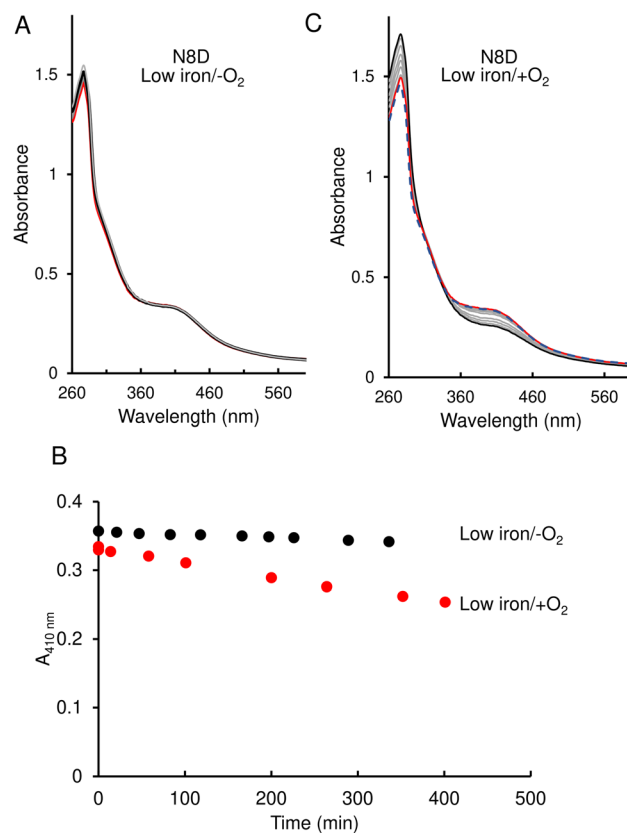 A
N8D
Low iron/-O₂
1.5
1
0.5
0
Absorbance
260
360
460
560
Wavelength (nm)
C
N8D
Low iron/+O₂
1.5
1
0.5
0
Absorbance
260
360
460
560
Wavelength (nm)
B
0.4
0.3
0.2
0.1
0
A410 nm
Low iron/-O₂
Low iron/+O₂
0
100
200
300
400
500
Time (min)